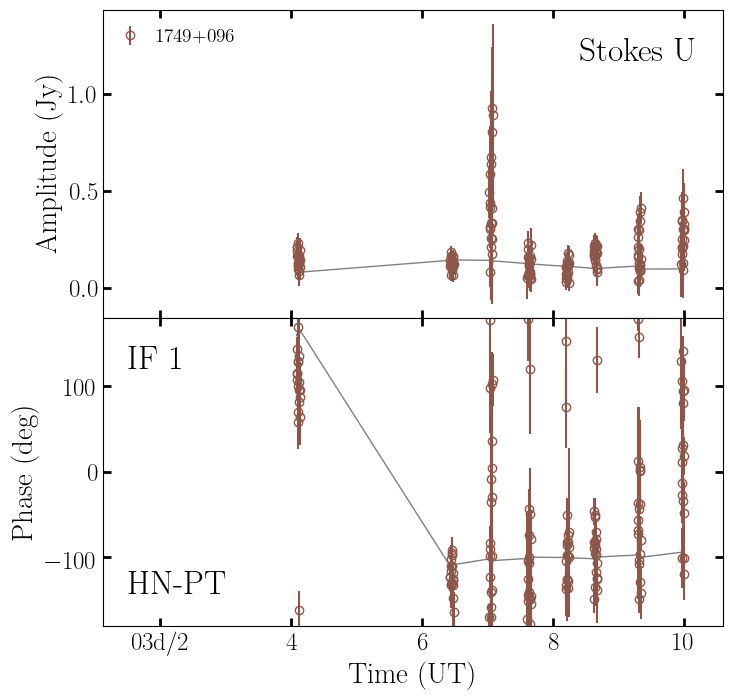 1749+096
Stokes U
Amplitude (Jy)
1.0
0.5
0.0
IF 1
Phase (deg)
100
0
−100
HN-PT
03d/2 4 6 8 10
Time (UT)